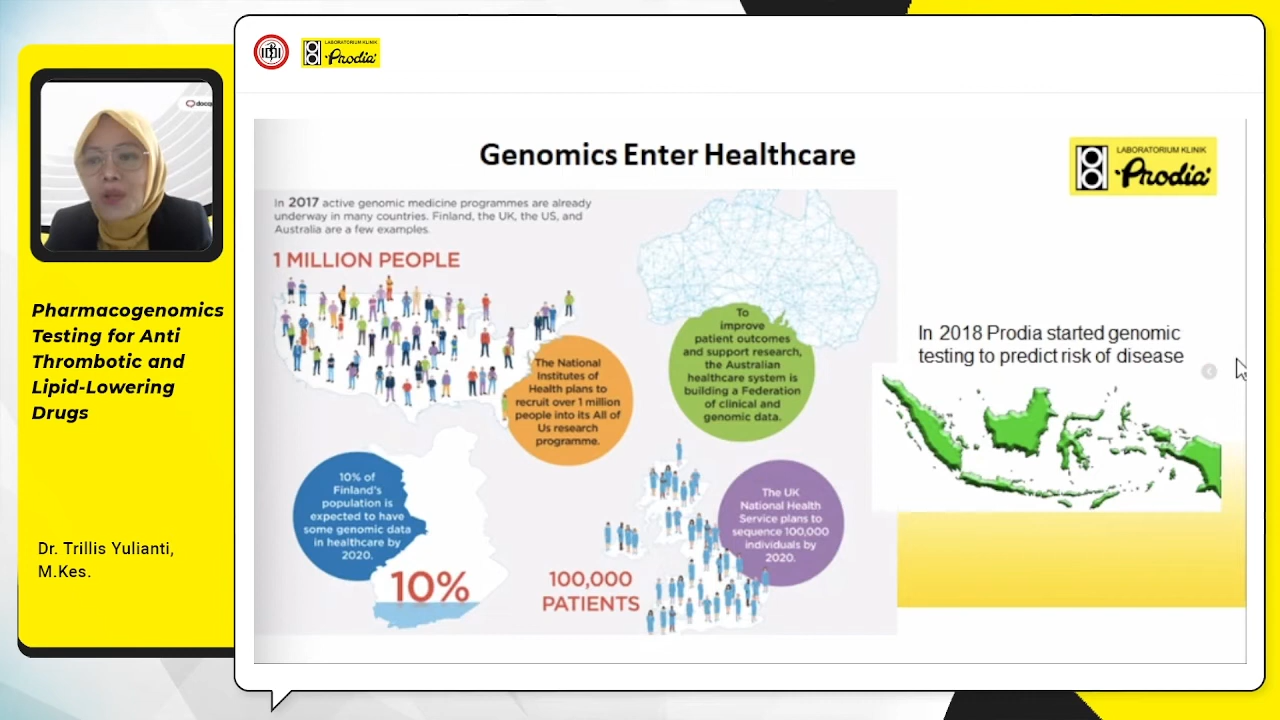 LABORATORIUM KLINIK
Prodia
Pharmacogenomics
Testing for Anti
Thrombotic and
Lipid-Lowering
Drugs
Dr. Trillis Yulianti,
M.Kes.
Genomics Enter Healthcare
LABORATORIUM KLINIK
Prodia
In 2017 active genomic medicine programmes are already
underway in many countries. Finland, the UK, the US, and
Australia are a few examples.
1 MILLION PEOPLE
The National
Institutes of
Health plans to
recruit over 1 million
people into its All of
Us research
programme.
To
improve
patient outcomes
and support research,
the Australian
healthcare system is
building a Federation
of clinical and
genomic data.
10% of
Finland's
population is
expected to have
some genomic data
in healthcare by
2020.
10%
100,000
PATIENTS
The UK
National Health
Service plans to
sequence 100,000
individuals by
2020.
In 2018 Prodia started genomic
testing to predict risk of disease